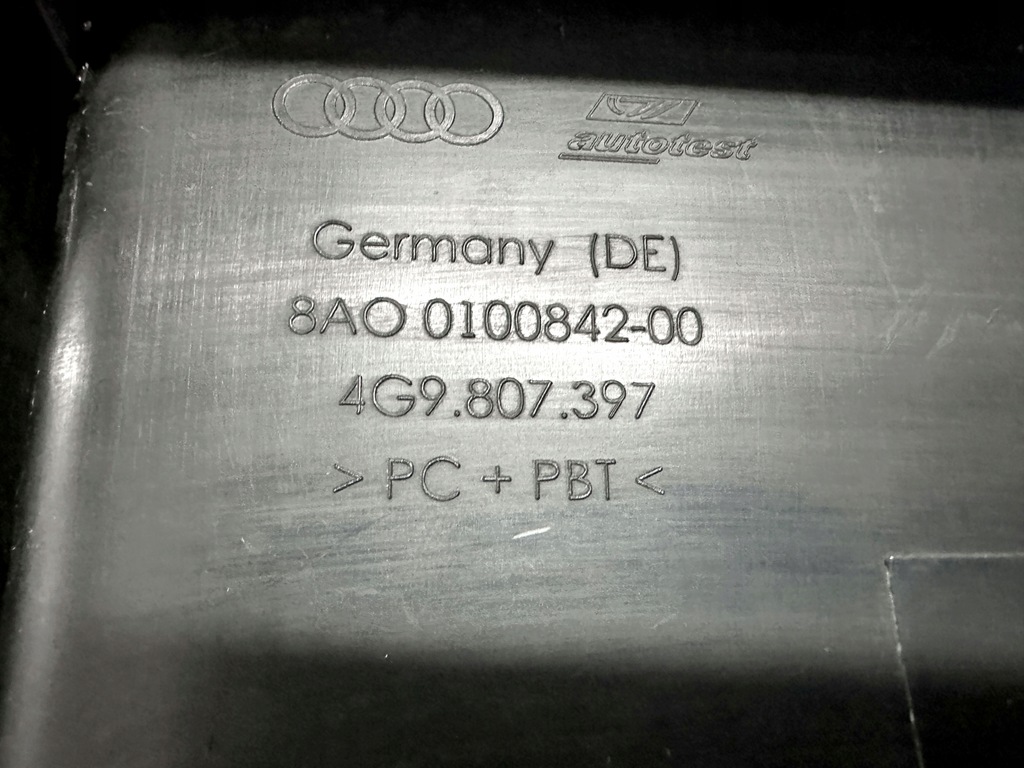 autotest
Germany (DE)
8AO 0100842-00
4G9.807.397
> PC + PBT <